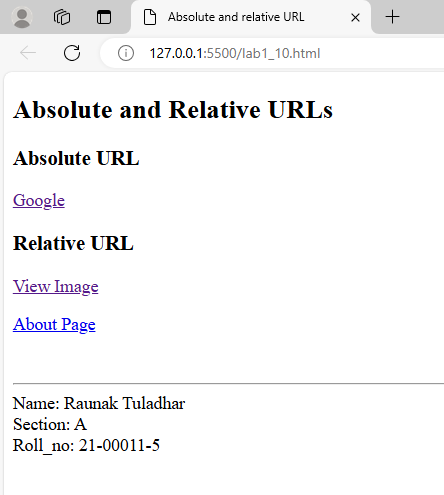 Absolute and relative URL
127.0.0.1:5500/lab1_10.html
Absolute and Relative URLs
Absolute URL
Google
Relative URL
View Image
About Page
Name: Raunak Tuladhar
Section: A
Roll_no: 21-00011-5